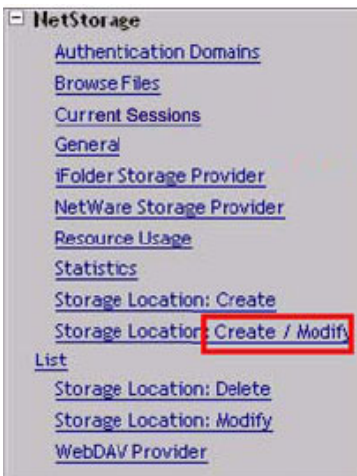 NetStorage
Authentication Domains
Browse Files
Current Sessions
General
iFolder Storage Provider
NetWare Storage Provider
Resource Usage
Statistics
Storage Location: Create
Storage Location: Create / Modify
List
Storage Location: Delete
Storage Location: Modify
WebDAV Provider